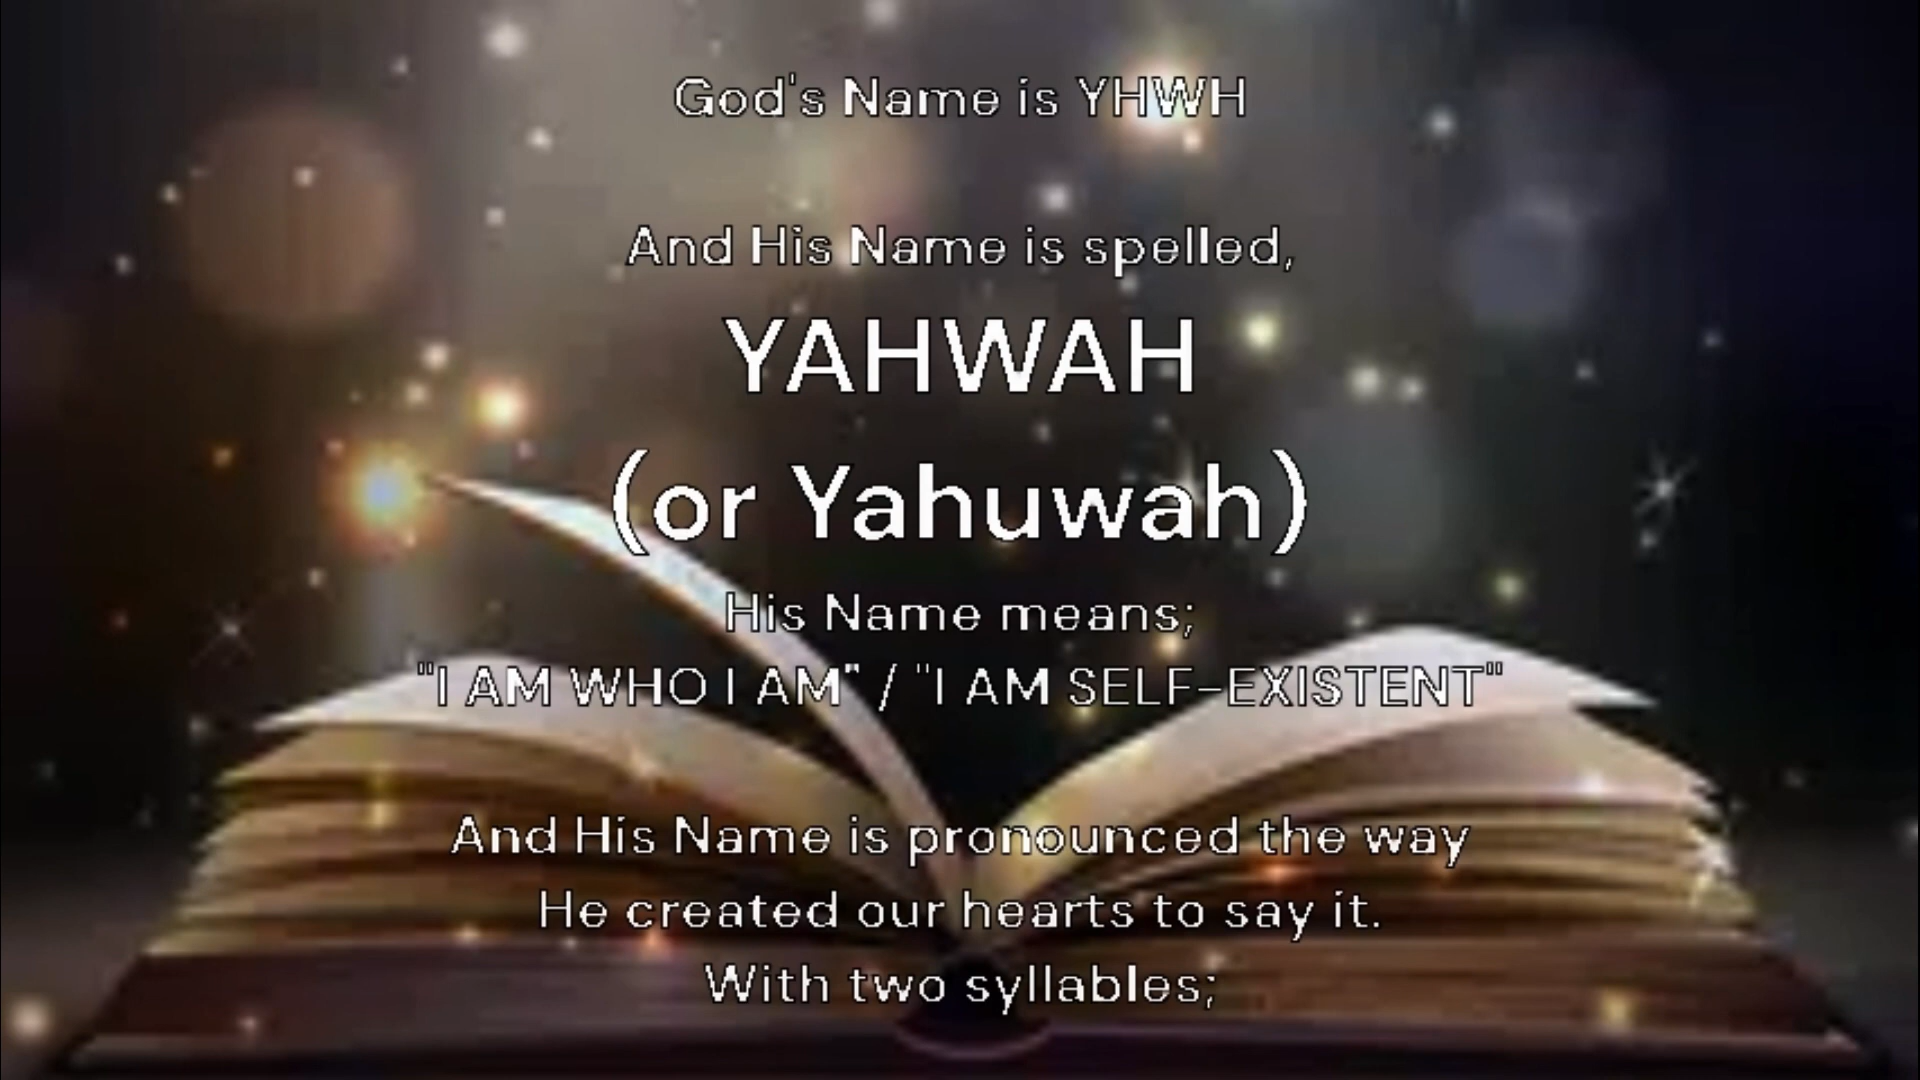 God's Name is YHWH
And His Name is spelled,
YAHWAH
(or Yahuwah)
His Name means;
"I AM WHO I AM" / "I AM SELF-EXISTENT"
And His Name is pronounced the way
He created our hearts to say it.
With two syllables;